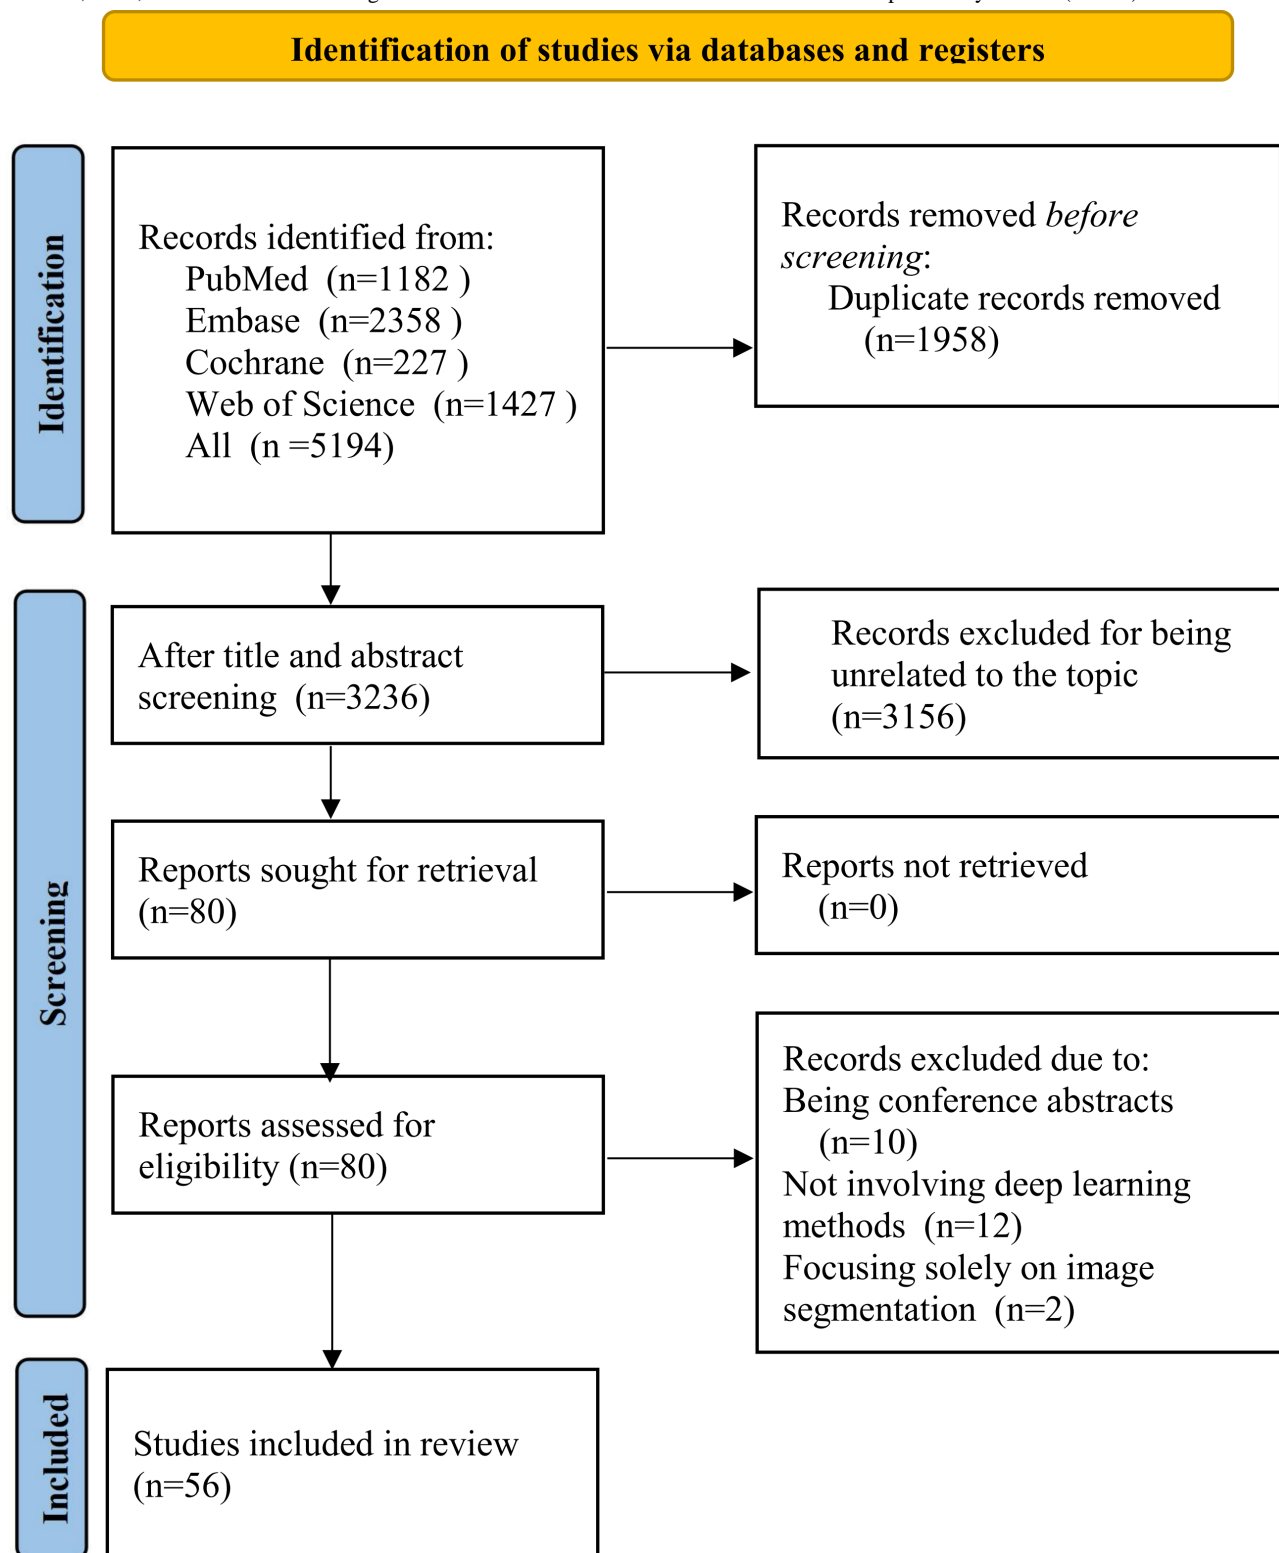 Identification of studies via databases and registers
Identification
Records identified from:
PubMed (n=1182 )
Embase (n=2358 )
Cochrane (n=227 )
Web of Science (n=1427 )
All (n =5194)
Records removed before
screening:
Duplicate records removed
(n=1958)
Screening
After title and abstract
screening (n=3236)
Records excluded for being
unrelated to the topic
(n=3156)
Reports sought for retrieval
(n=80)
Reports not retrieved
(n=0)
Reports assessed for
eligibility (n=80)
Records excluded due to:
Being conference abstracts
(n=10)
Not involving deep learning
methods (n=12)
Focusing solely on image
segmentation (n=2)
Included
Studies included in review
(n=56)